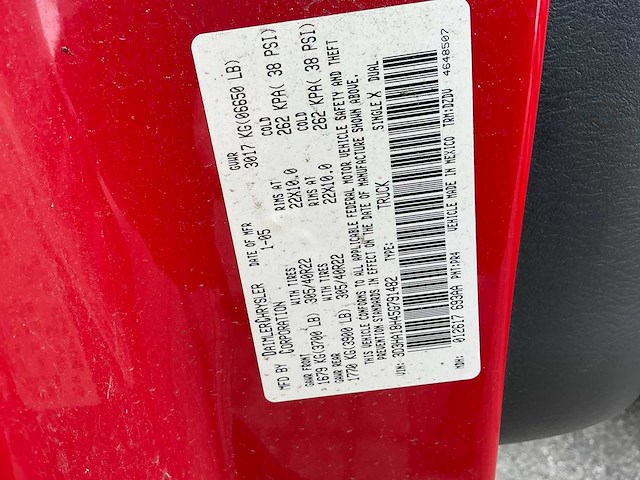 MFD BY DAIMLERCHRYSLER CORPORATION DATE OF MFR 1-05 GVWR 3017 KG(06650 LB)
GAWR FRONT WITH TIRES RIMS AT COLD
1679 KG(3700 LB) 305/40R22 22X10.0 262 KPA( 38 PSI)
GAWR REAR WITH TIRES RIMS AT COLD
1770 KG(3900 LB) 305/40R22 22X10.0 262 KPA( 38 PSI)
THIS VEHICLE CONFORMS TO ALL APPLICABLE FEDERAL MOTOR VEHICLE SAFETY AND THEFT
PREVENTION STANDARDS IN EFFECT ON THE DATE OF MANUFACTURE SHOWN ABOVE.
VIN: 3D3HA18H45G791482 TYPE: TRUCK SINGLE X DUAL
MDH: 012617 693AA PNT:PR4 VEHICLE MADE IN MEXICO TRM:DZDV 4648507